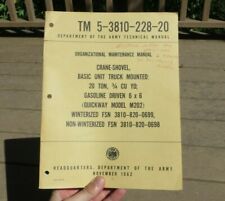 TM 5-3810-228-20
DEPARTMENT OF THE ARMY TECHNICAL MANUAL
ORGANIZATIONAL MAINTENANCE MANUAL
CRANE-SHOVEL,
BASIC UNIT TRUCK MOUNTED:
20 TON, ¾ CU YD;
GASOLINE DRIVEN 6 x 6
(QUICKWAY MODEL M202)
WINTERIZED FSN 3810-820-0699,
NON-WINTERIZED FSN 3810-820-0698
HEADQUARTERS, DEPARTMENT OF THE ARMY
NOVEMBER 1962